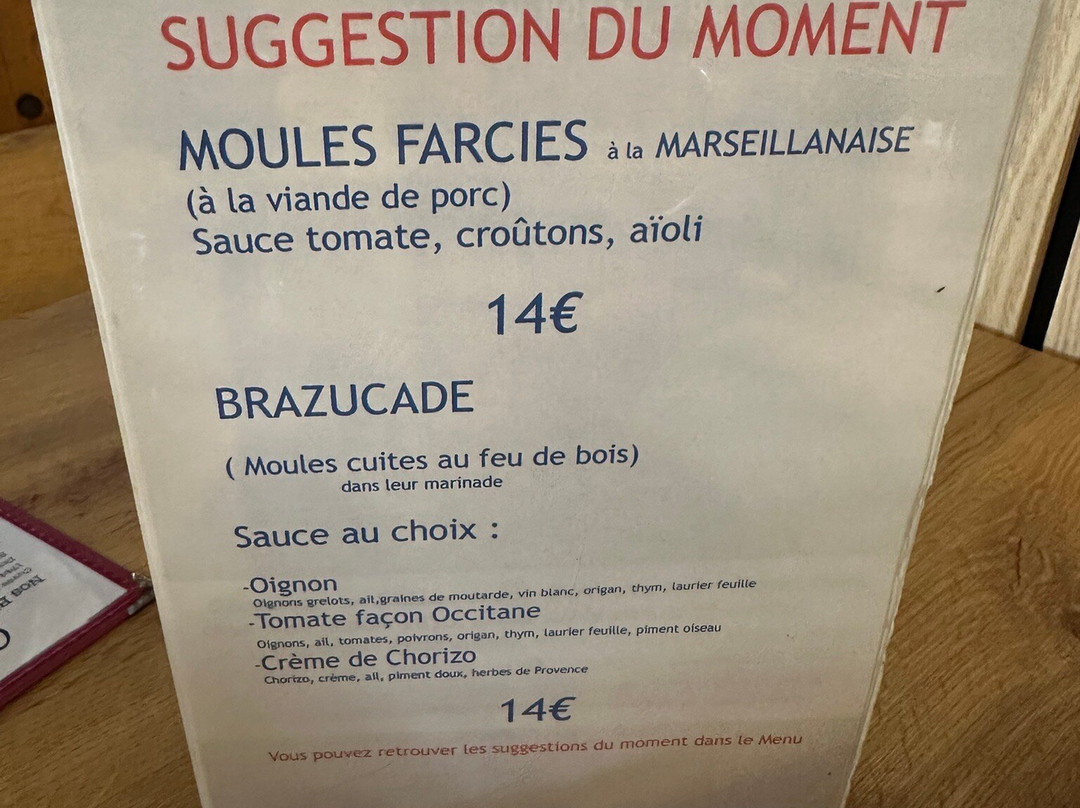 SUGGESTION DU MOMENT
MOULES FARCIES à la MARSEILLANAISE
(à la viande de porc)
Sauce tomate, croûtons, aïoli
14€
BRAZUCADE
( Moules cuites au feu de bois)
dans leur marinade
Sauce au choix :
-Oignon
Oignons grelots, ail,graines de moutarde, vin blanc, origan, thym, laurier feuille
-Tomate façon Occitane
Oignons, ail, tomates, poivrons, origan, thym, laurier feuille, piment oiseau
-Crème de Chorizo
Chorizo, crème, ail, piment doux, herbes de Provence
14€
Vous pouvez retrouver les suggestions du moment dans le Menu
Nos